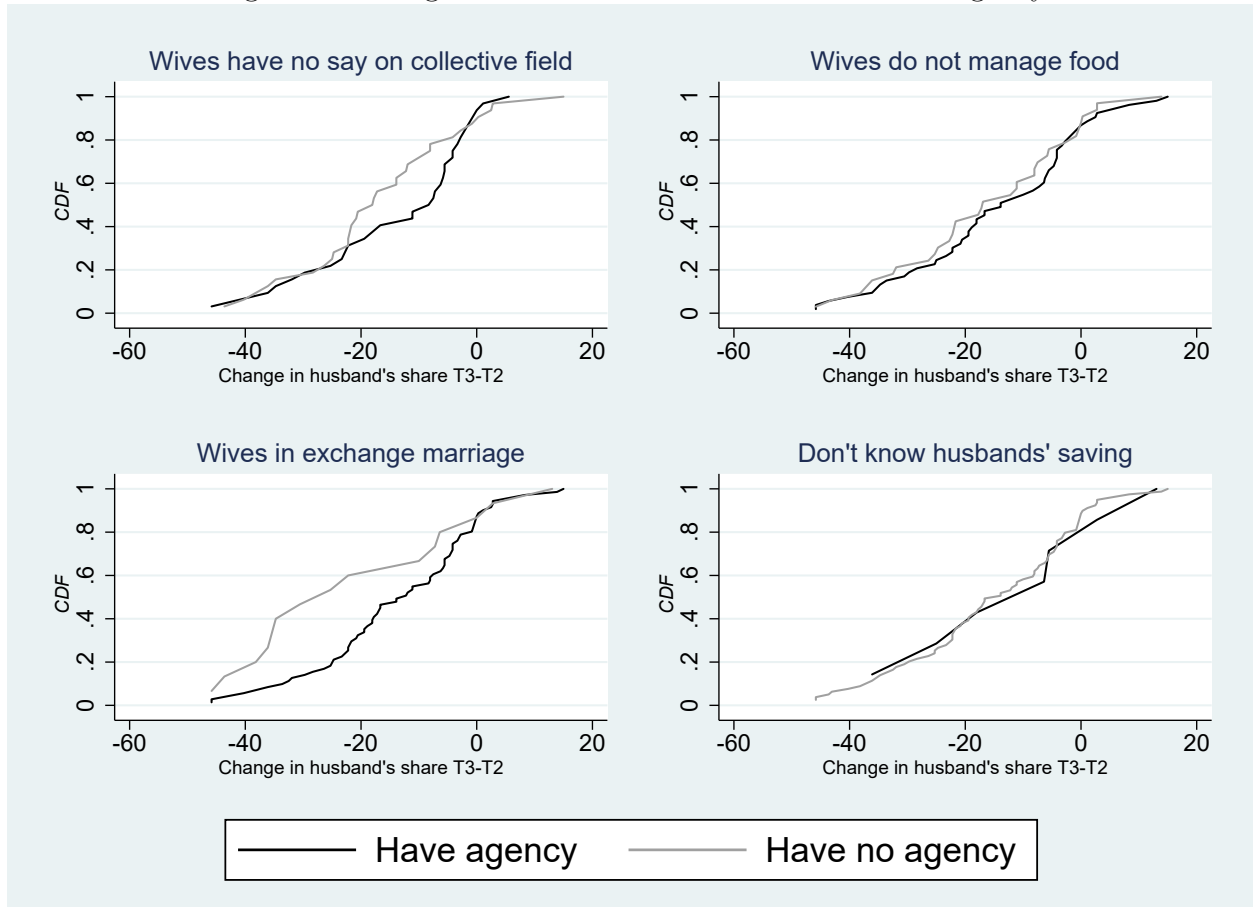 Wives have no say on collective field
CDF
0 .2 .4 .6 .8 1
-60 -40 -20 0 20
Change in husband's share T3-T2
Wives do not manage food
CDF
0 .2 .4 .6 .8 1
-60 -40 -20 0 20
Change in husband's share T3-T2
Wives in exchange marriage
CDF
0 .2 .4 .6 .8 1
-60 -40 -20 0 20
Change in husband's share T3-T2
Don't know husbands' saving
CDF
0 .2 .4 .6 .8 1
-60 -40 -20 0 20
Change in husband's share T3-T2
Have agency Have no agency